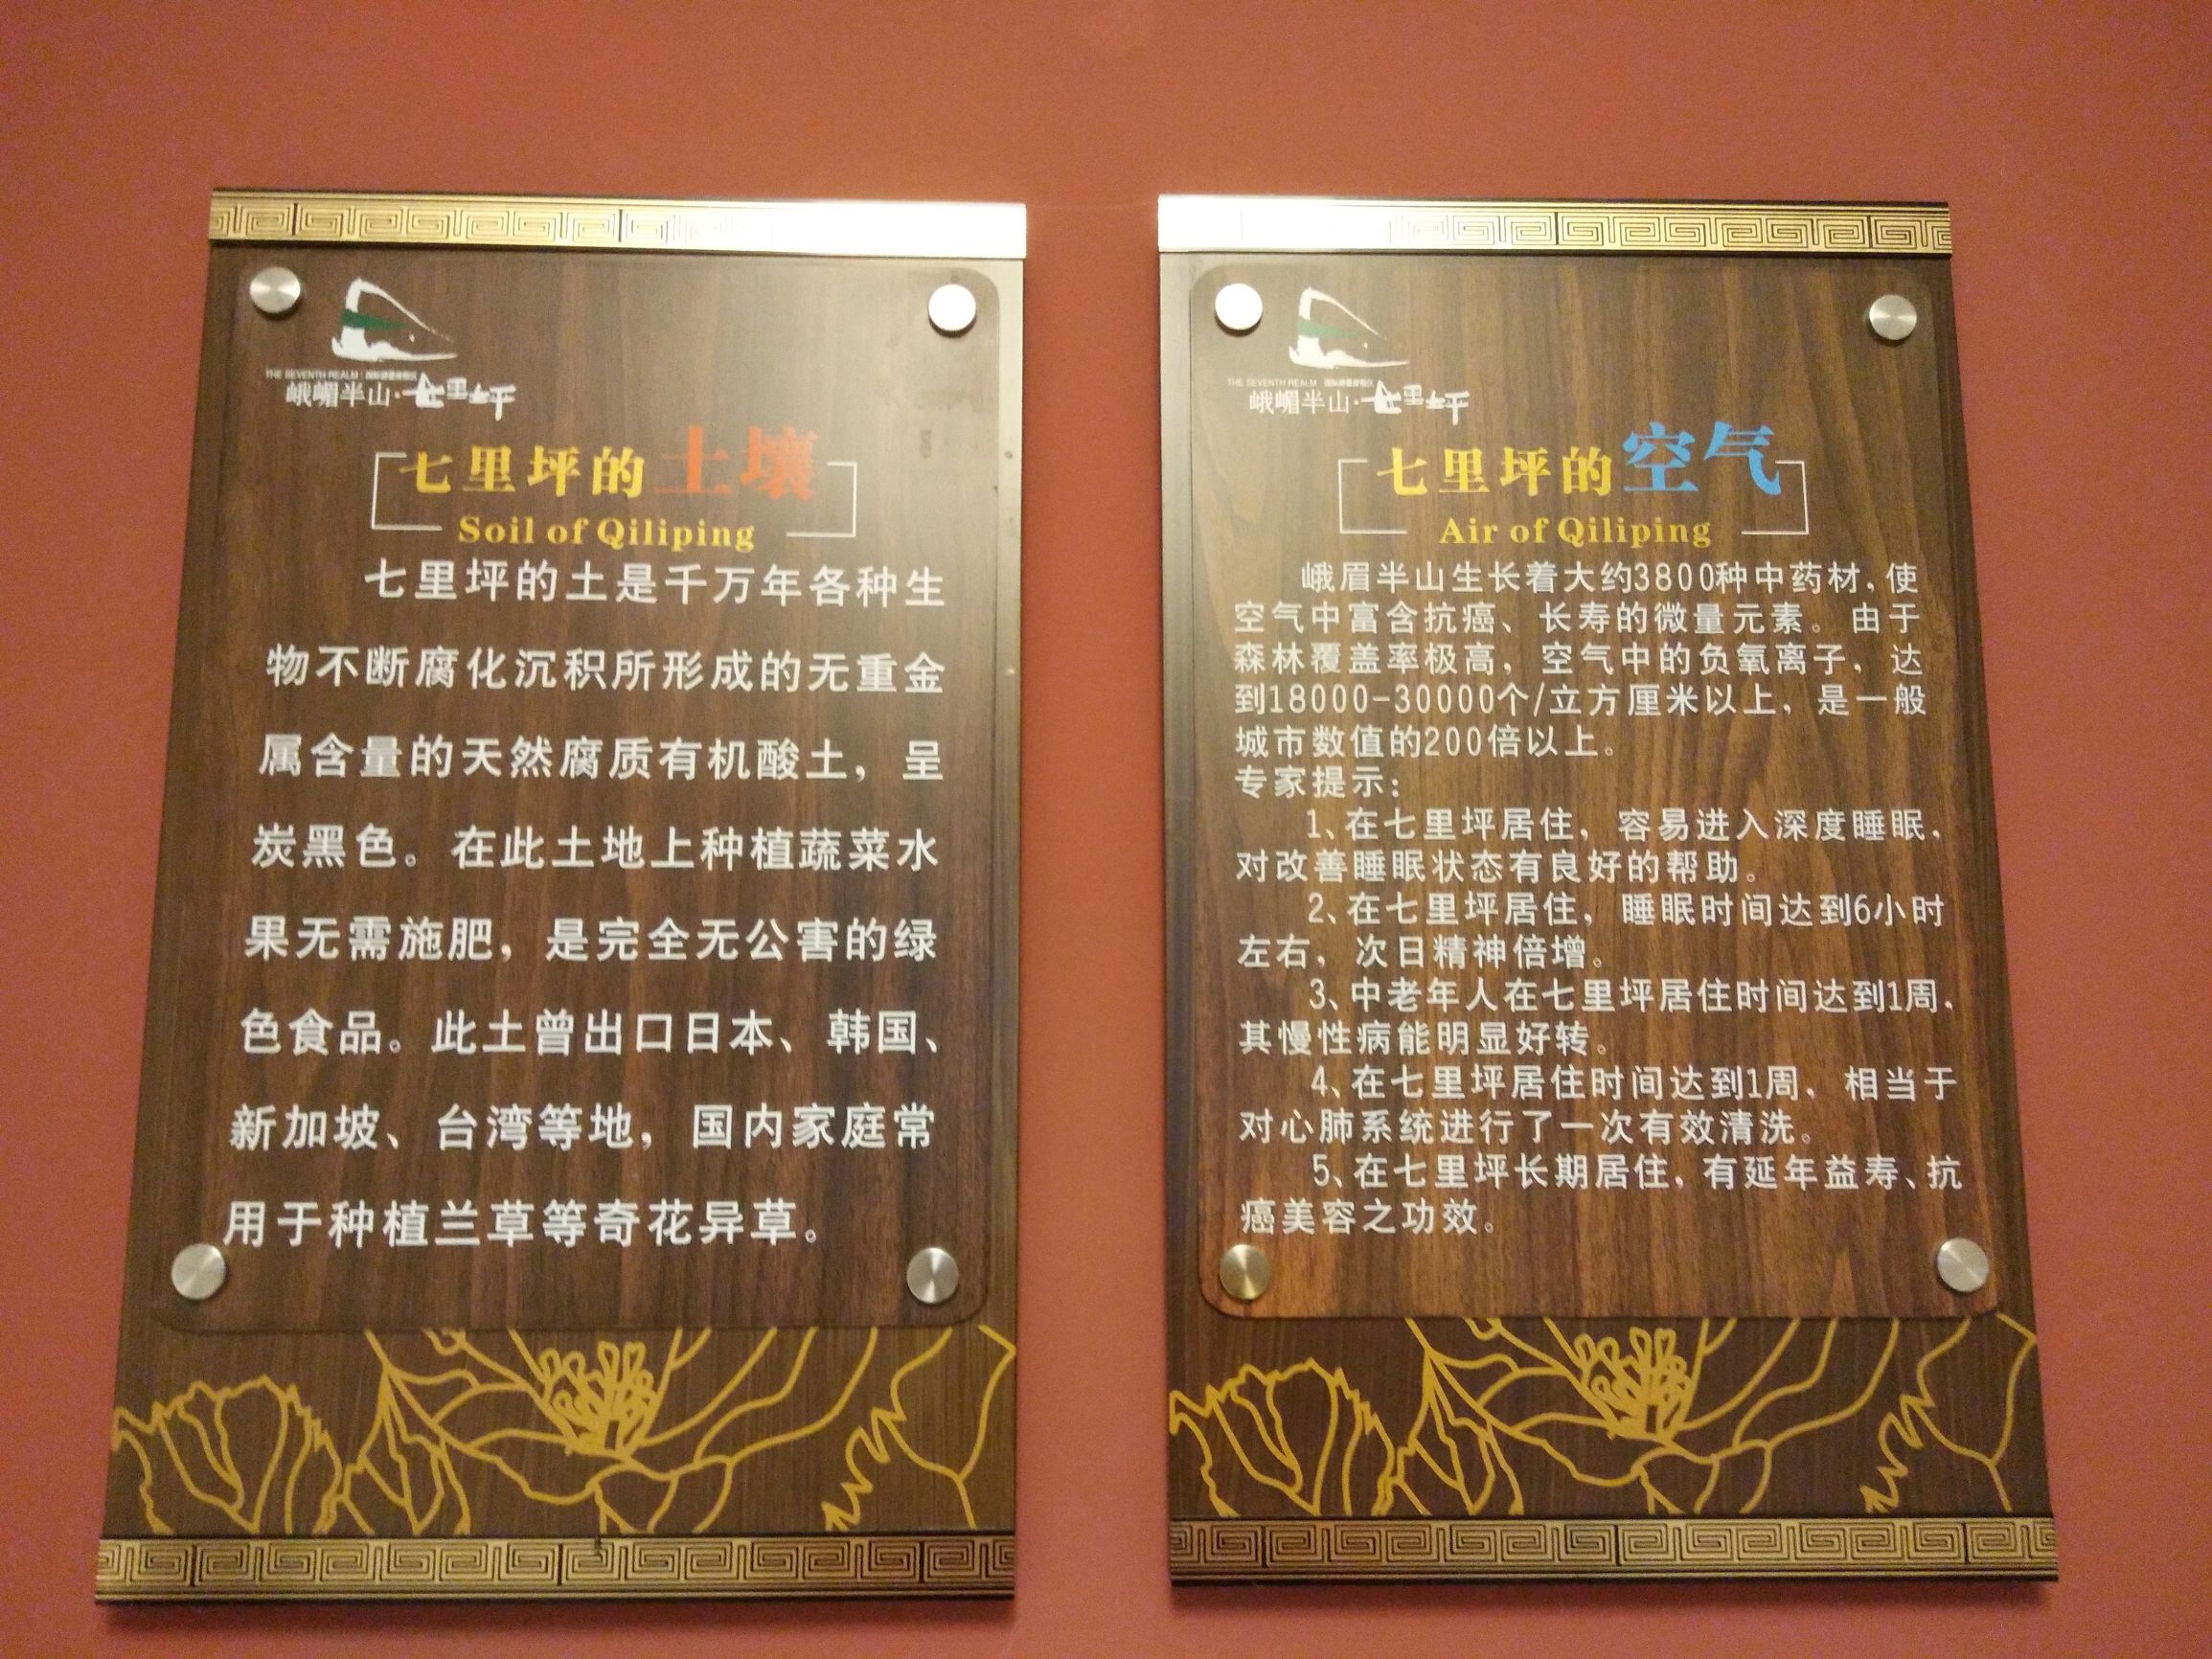 THE SEVENTH REALM
峨嵋半山·七里坪
七里坪的土壤
Soil of Qiliping
七里坪的土是千万年各种生
物不断腐化沉积所形成的无重金
属含量的天然腐质有机酸土，呈
炭黑色。在此土地上种植蔬菜水
果无需施肥，是完全无公害的绿
色食品。此土曾出口日本、韩国、
新加坡、台湾等地，国内家庭常
用于种植兰草等奇花异草。
THE SEVENTH REALM
峨嵋半山·七里坪
七里坪的空气
Air of Qiliping
峨眉半山生长着大约3800种中药材，使
空气中富含抗癌、长寿的微量元素。由于
森林覆盖率极高，空气中的负氧离子，达
到18000-30000个/立方厘米以上，是一般
城市数值的200倍以上。
专家提示：
1、在七里坪居住，容易进入深度睡眠，
对改善睡眠状态有良好的帮助。
2、在七里坪居住，睡眠时间达到6小时
左右，次日精神倍增。
3、中老年人在七里坪居住时间达到1周，
其慢性病能明显好转。
4、在七里坪居住时间达到1周，相当于
对心肺系统进行了一次有效清洗。
5、在七里坪长期居住，有延年益寿、抗
癌美容之功效。